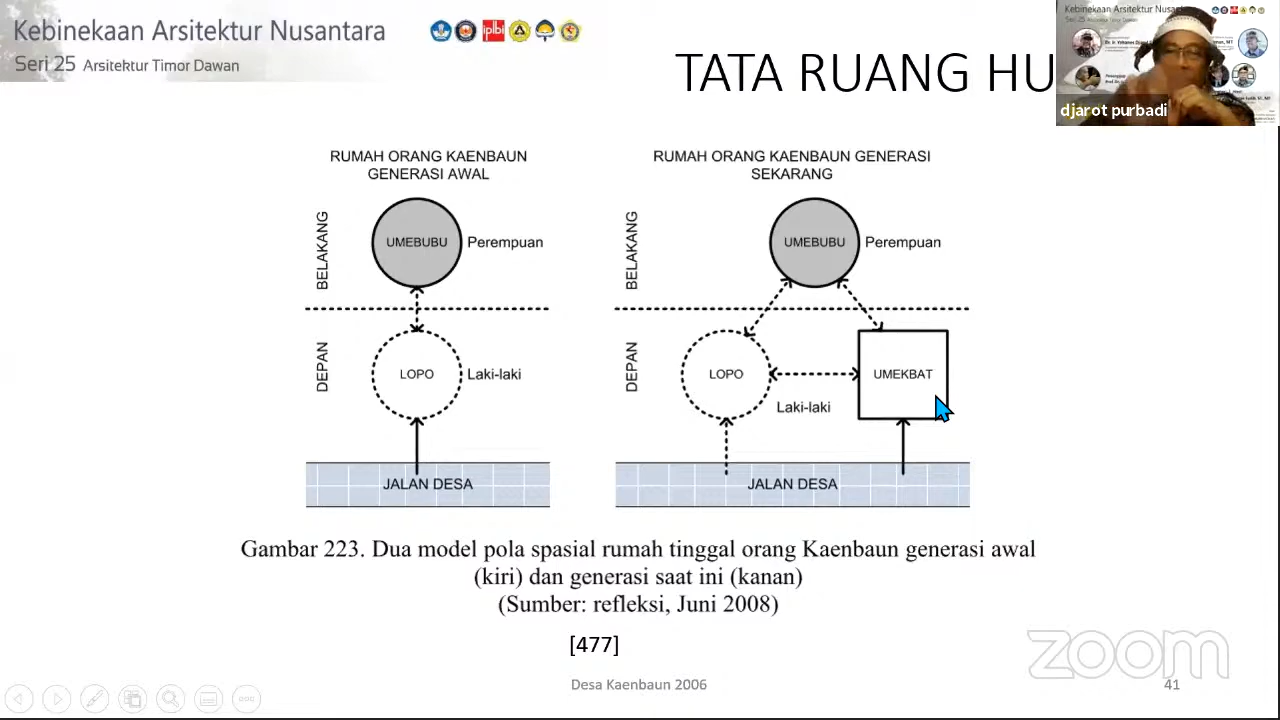 Kebinekaan Arsitektur Nusantara
Seri 25 Arsitektur Timor Dawan
iplbi
TATA RUANG HU
djarot purbadi
RUMAH ORANG KAENBAUN
GENERASI AWAL
BELAKANG
UMEBUBU
Perempuan
DEPAN
LOPO
Laki-laki
JALAN DESA
RUMAH ORANG KAENBAUN GENERASI
SEKARANG
BELAKANG
UMEBUBU
Perempuan
DEPAN
LOPO
UMEKBAT
Laki-laki
JALAN DESA
Gambar 223. Dua model pola spasial rumah tinggal orang Kaenbaun generasi awal
(kiri) dan generasi saat ini (kanan)
(Sumber: refleksi, Juni 2008)
[477]
zoom
Desa Kaenbaun 2006
41